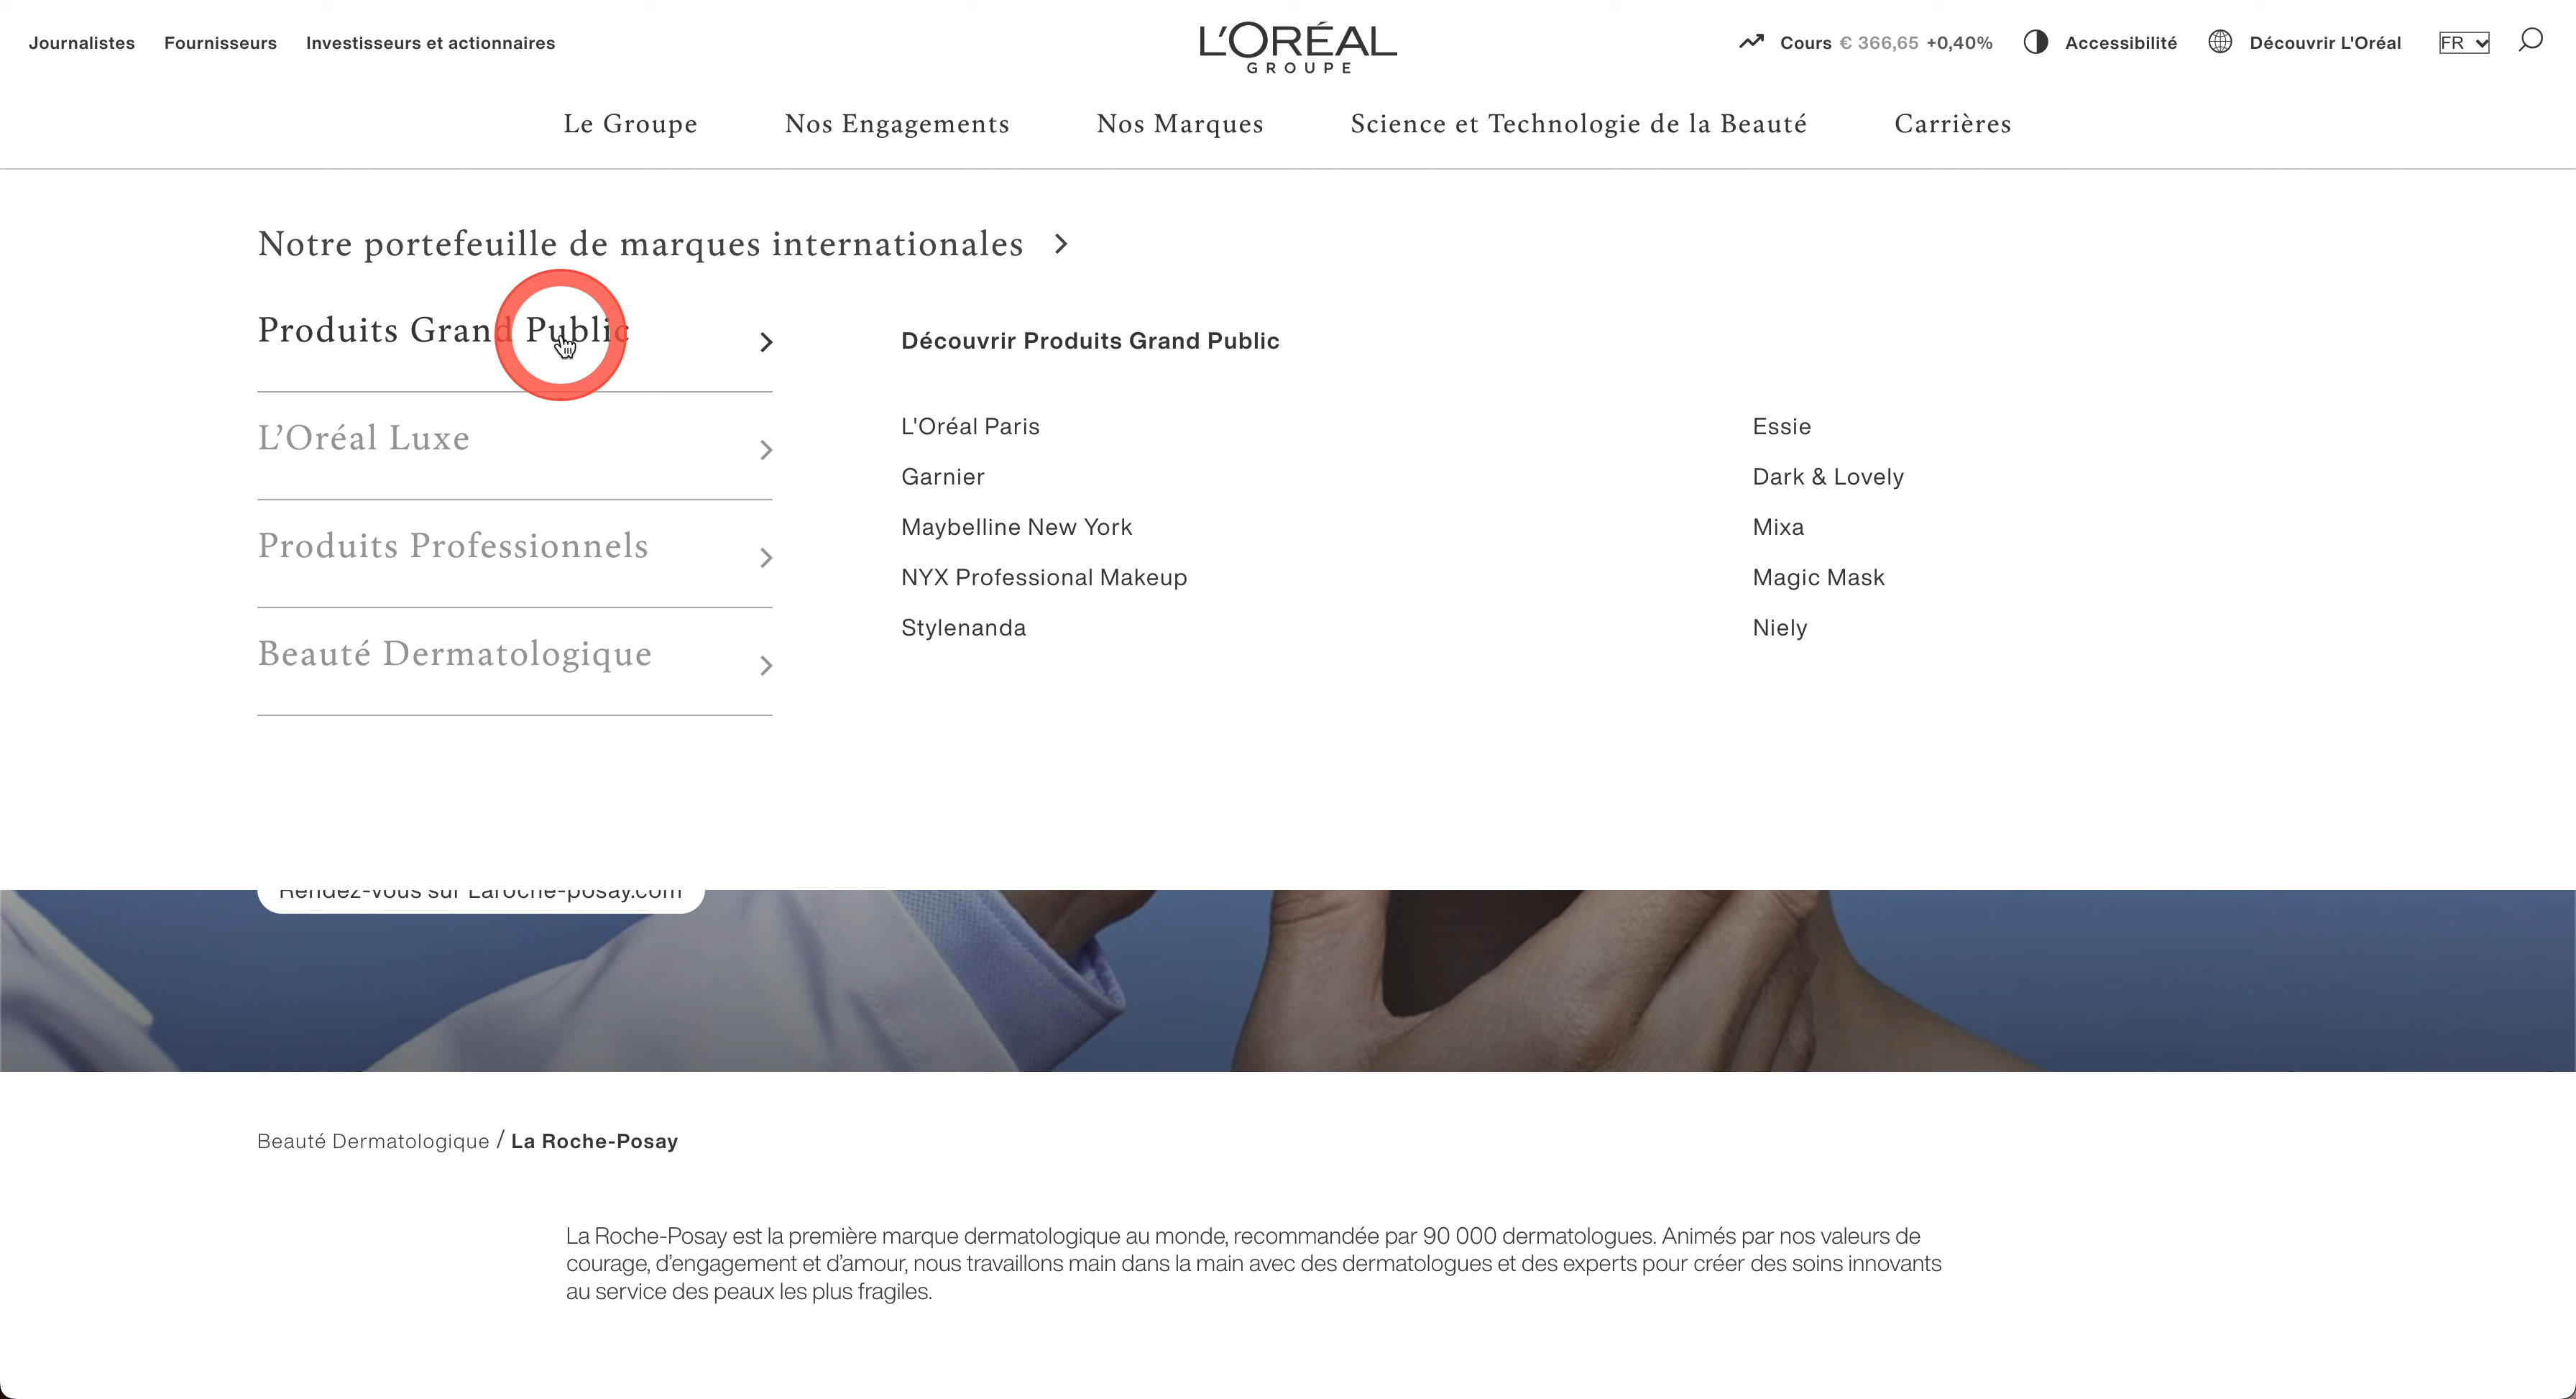 Journalistes Fournisseurs Investisseurs et actionnaires
L'ORÉAL
GROUPE
Cours € 366,65 +0,40% Accessibilité Découvrir L'Oréal FR
Le Groupe Nos Engagements Nos Marques Science et Technologie de la Beauté Carrières
Notre portefeuille de marques internationales
Produits Grand Public
L’Oréal Luxe
Produits Professionnels
Beauté Dermatologique
Découvrir Produits Grand Public
L'Oréal Paris
Garnier
Maybelline New York
NYX Professional Makeup
Stylenanda
Essie
Dark & Lovely
Mixa
Magic Mask
Niely
Rendez-vous sur Laroche-posay.com
Beauté Dermatologique / La Roche-Posay
La Roche-Posay est la première marque dermatologique au monde, recommandée par 90 000 dermatologues. Animés par nos valeurs de
courage, d’engagement et d’amour, nous travaillons main dans la main avec des dermatologues et des experts pour créer des soins innovants
au service des peaux les plus fragiles.